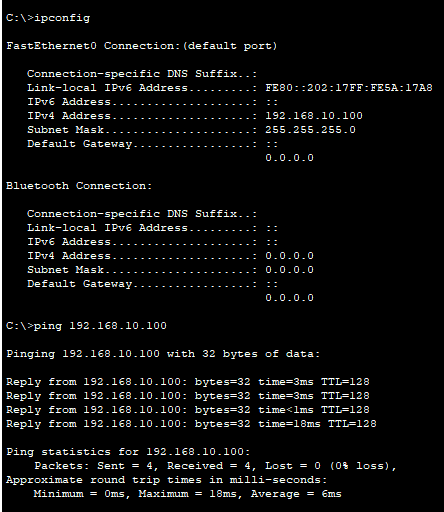 C:\>ipconfig
FastEthernet0 Connection:(default port)
Connection-specific DNS Suffix..:
Link-local IPv6 Address.........: FE80::202:17FF:FE5A:17A8
IPv6 Address....................: ::
IPv4 Address....................: 192.168.10.100
Subnet Mask.....................: 255.255.255.0
Default Gateway.................: ::
0.0.0.0
Bluetooth Connection:
Connection-specific DNS Suffix..:
Link-local IPv6 Address.........: ::
IPv6 Address....................: ::
IPv4 Address....................: 0.0.0.0
Subnet Mask.....................: 0.0.0.0
Default Gateway.................: ::
0.0.0.0
C:\>ping 192.168.10.100
Pinging 192.168.10.100 with 32 bytes of data:
Reply from 192.168.10.100: bytes=32 time=3ms TTL=128
Reply from 192.168.10.100: bytes=32 time=3ms TTL=128
Reply from 192.168.10.100: bytes=32 time<1ms TTL=128
Reply from 192.168.10.100: bytes=32 time=18ms TTL=128
Ping statistics for 192.168.10.100:
Packets: Sent = 4, Received = 4, Lost = 0 (0% loss),
Approximate round trip times in milli-seconds:
Minimum = 0ms, Maximum = 18ms, Average = 6ms